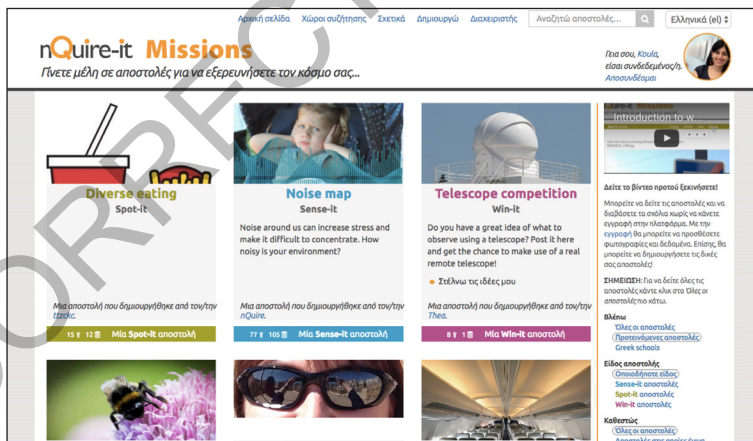 Αρχική σελίδα Χώροι συζήτησης Σχετικά Δημιουργώ Διαχειριστής Αναζητώ αποστολές... Ελληνικά (el)
nQuire-it Missions
Γίνετε μέλη σε αποστολές για να εξερευνήσετε τον κόσμο σας...
Γεια σου, Koula,
είσαι συνδεδεμένος/η.
Αποσυνδέομαι
Diverse eating
Spot-it
Μια αποστολή που δημιουργήθηκε από τον/την
15 12 Μία Spot-it αποστολή
Noise map
Sense-it
Noise around us can increase stress and
make it difficult to concentrate. How
noisy is your environment?
Μια αποστολή που δημιουργήθηκε από τον/την
nQuire.
77 105 Μία Sense-it αποστολή
Telescope competition
Win-it
Do you have a great idea of what to
observe using a telescope? Post it here
and get the chance to make use of a real
remote telescope!
Στέλνω τις ιδέες μου
Μια αποστολή που δημιουργήθηκε από τον/την
Thea.
8 1 Μία Win-it αποστολή
Introduction to w...
Δείτε το βίντεο προτού ξεκινήσετε!
Μπορείτε να δείτε τις αποστολές και να
διαβάσετε τα σχόλια χωρίς να κάνετε
εγγραφή στην πλατφόρμα. Με την
εγγραφή θα μπορείτε να προσθέσετε
φωτογραφίες και δεδομένα. Επίσης, θα
μπορείτε να δημιουργήσετε τις δικές
σας αποστολές!
ΣΗΜΕΙΩΣΗ: Για να δείτε όλες τις
αποστολές κάντε κλικ στο Όλες οι
αποστολές πιο κάτω.
Βλέπω
Όλες οι αποστολές
Προτεινόμενες αποστολές
Greek schools
Είδος αποστολής
Οποιοδήποτε είδος
Sense-it αποστολές
Spot-it αποστολές
Win-it αποστολές
Καθεστώς
Όλες οι αποστολές